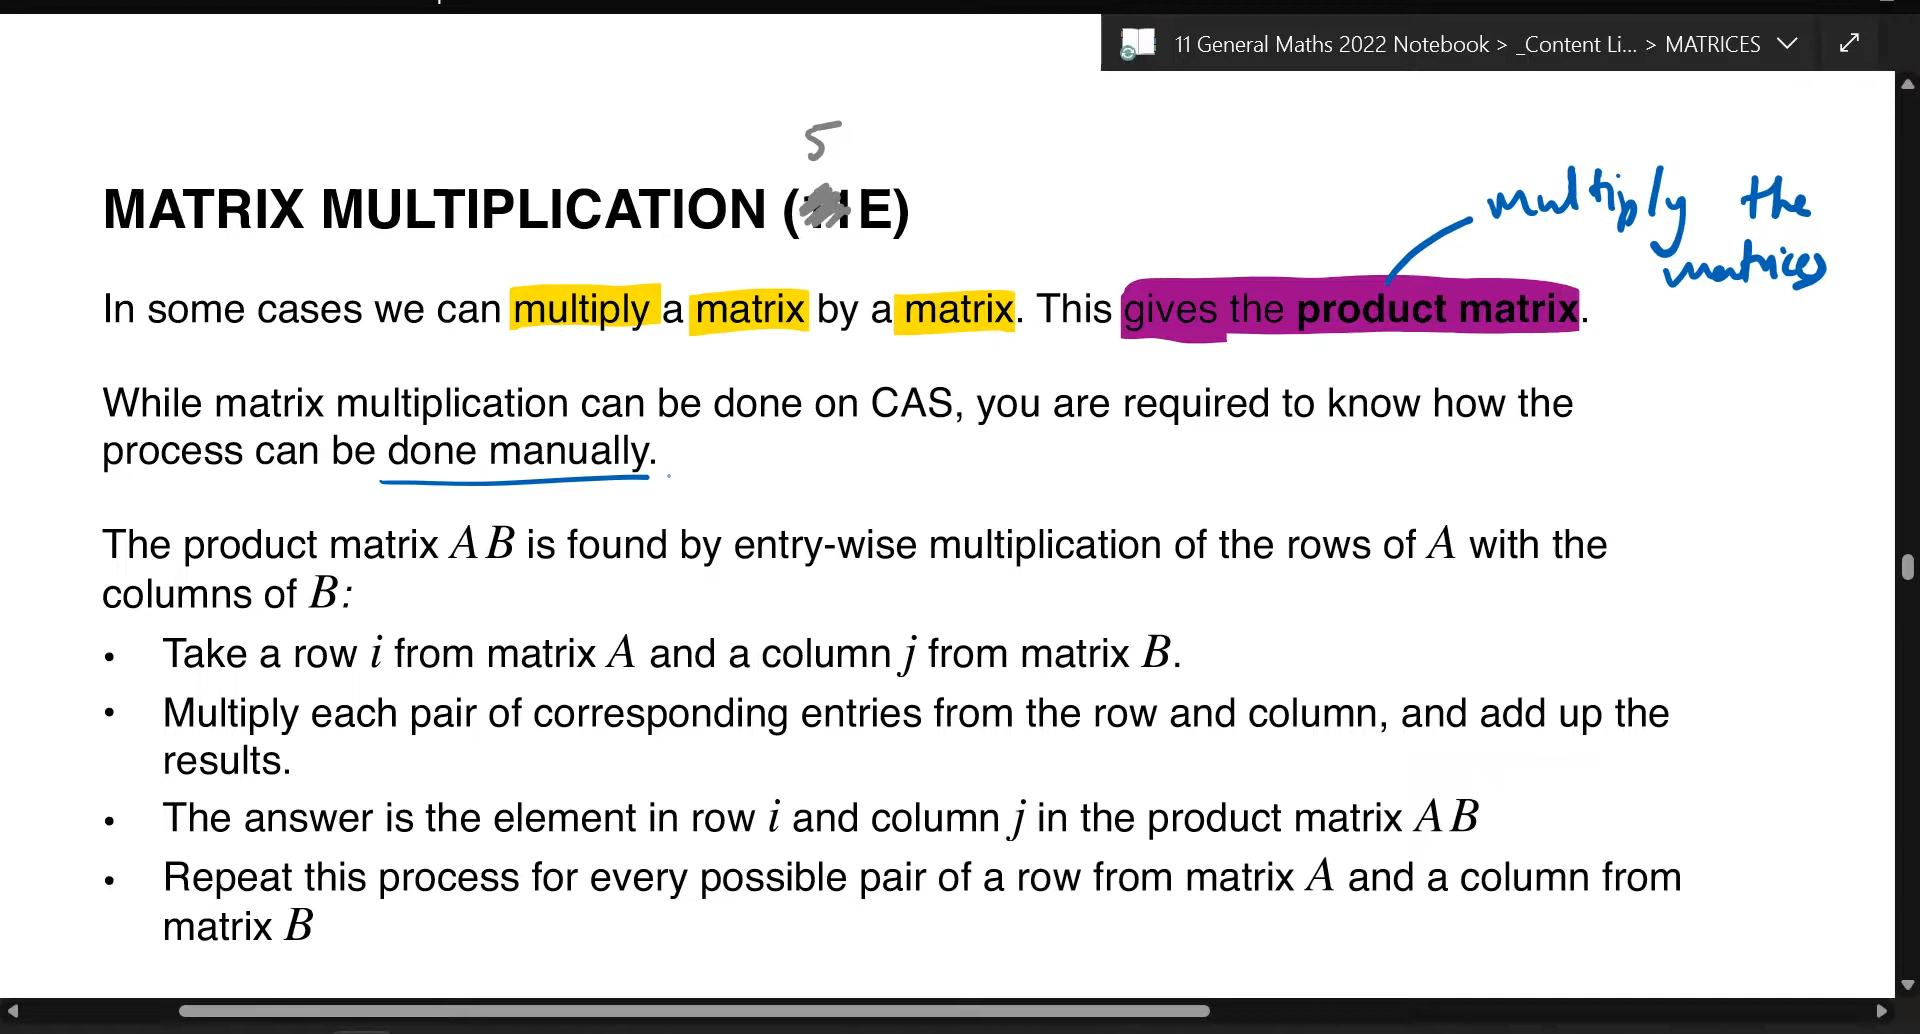 11 General Maths 2022 Notebook > _Content Li... > MATRICES
5
MATRIX MULTIPLICATION (E)
multiply the
matrices
In some cases we can multiply a matrix by a matrix. This gives the product matrix.
While matrix multiplication can be done on CAS, you are required to know how the
process can be done manually.
The product matrix AB is found by entry-wise multiplication of the rows of A with the
columns of B:
• Take a row i from matrix A and a column j from matrix B.
• Multiply each pair of corresponding entries from the row and column, and add up the
results.
• The answer is the element in row i and column j in the product matrix AB
• Repeat this process for every possible pair of a row from matrix A and a column from
matrix B